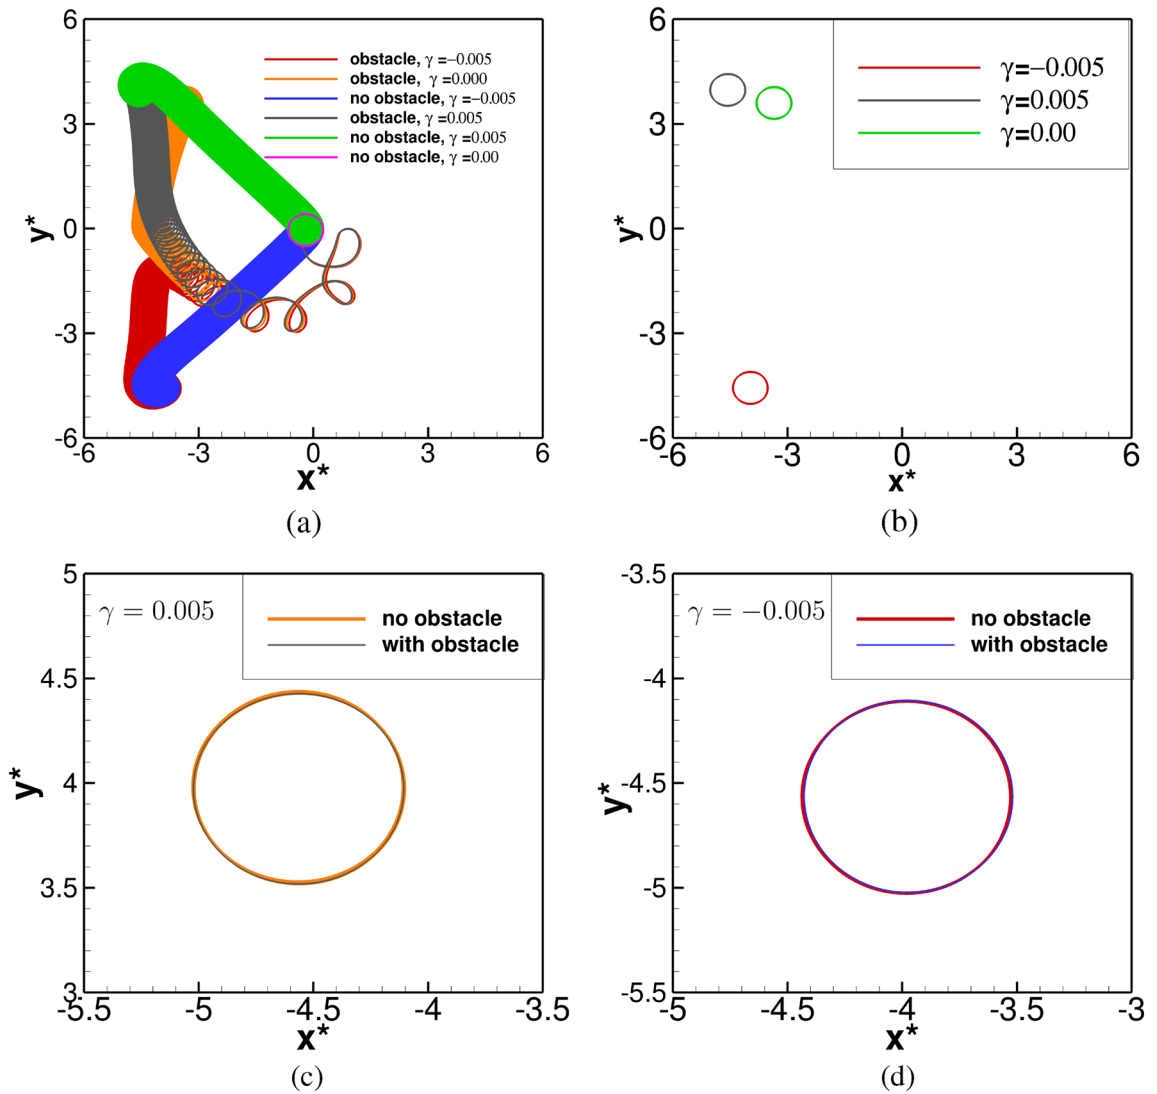 6
3
0
-3
-6
y*
obstacle, γ =−0.005
obstacle, γ =0.000
no obstacle, γ =−0.005
obstacle, γ =0.005
no obstacle, γ =0.005
no obstacle, γ =0.00
-6 -3 0 3 6
x*
(a)
6
3
0
-3
-6
y*
γ=−0.005
γ=0.005
γ=0.00
-6 -3 0 3 6
x*
(b)
5
4.5
4
3.5
3
y*
γ = 0.005
no obstacle
with obstacle
-5.5 -5 -4.5 -4 -3.5
x*
(c)
-3.5
-4
-4.5
-5
-5.5
y*
γ = −0.005
no obstacle
with obstacle
-5 -4.5 -4 -3.5 -3
x*
(d)